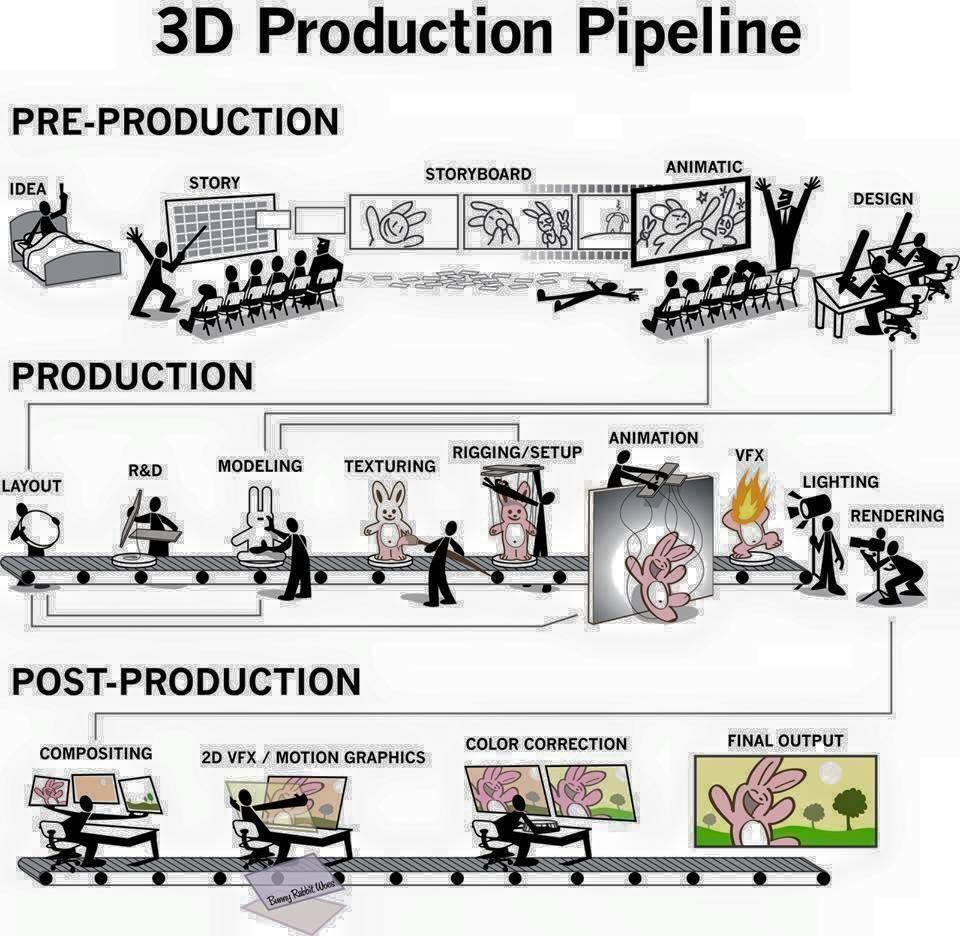 3D Production Pipeline
PRE-PRODUCTION
IDEA
STORY
STORYBOARD
ANIMATIC
DESIGN
PRODUCTION
LAYOUT
R&D
MODELING
TEXTURING
RIGGING/SETUP
ANIMATION
VFX
LIGHTING
RENDERING
POST-PRODUCTION
COMPOSITING
2D VFX / MOTION GRAPHICS
COLOR CORRECTION
FINAL OUTPUT
Bunny Rabbit Woes